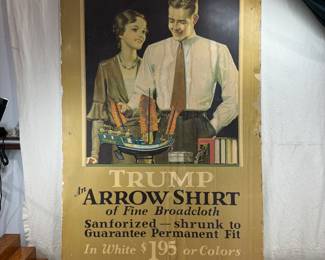 TRUMP
An ARROW SHIRT
of Fine Broadcloth
Sanforized — shrunk to
Guarantee Permanent Fit
In White $1.95 or Colors